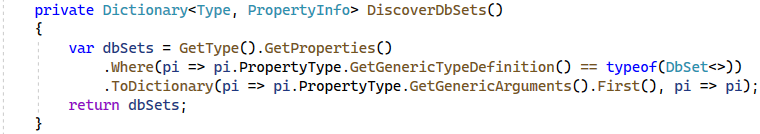 private Dictionary<Type, PropertyInfo> DiscoverDbSets()
{
    var dbSets = GetType().GetProperties()
        .Where(pi => pi.PropertyType.GetGenericTypeDefinition() == typeof(DbSet<>))
        .ToDictionary(pi => pi.PropertyType.GetGenericArguments().First(), pi => pi);
    return dbSets;
}